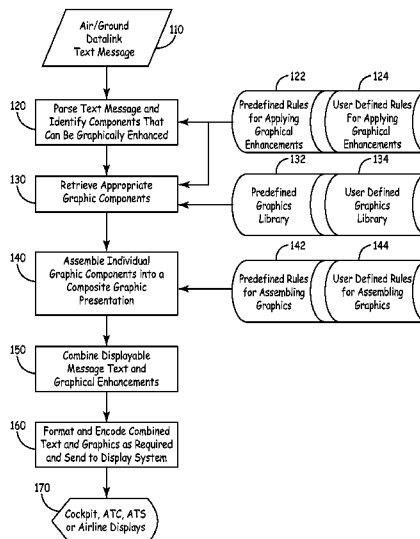 Air/Ground
Datalink
Text Message
110
122
124
120
Parse Text Message and
Identify Components That
Can Be Graphically Enhanced
Predefined Rules
for Applying
Graphical
Enhancements
User Defined Rules
For Applying
Graphical
Enhancements
132
134
130
Retrieve Appropriate
Graphic Components
Predefined
Graphics
Library
User Defined
Graphics
Library
142
144
140
Assemble Individual
Graphic Components into a
Composite Graphic
Presentation
Predefined Rules
for Assembling
Graphics
User Defined Rules
for Assembling
Graphics
150
Combine Displayable
Message Text and
Graphical Enhancements
160
Format and Encode Combined
Text and Graphics as Required
and Send to Display System
170
Cockpit, ATC, ATS
or Airline Displays